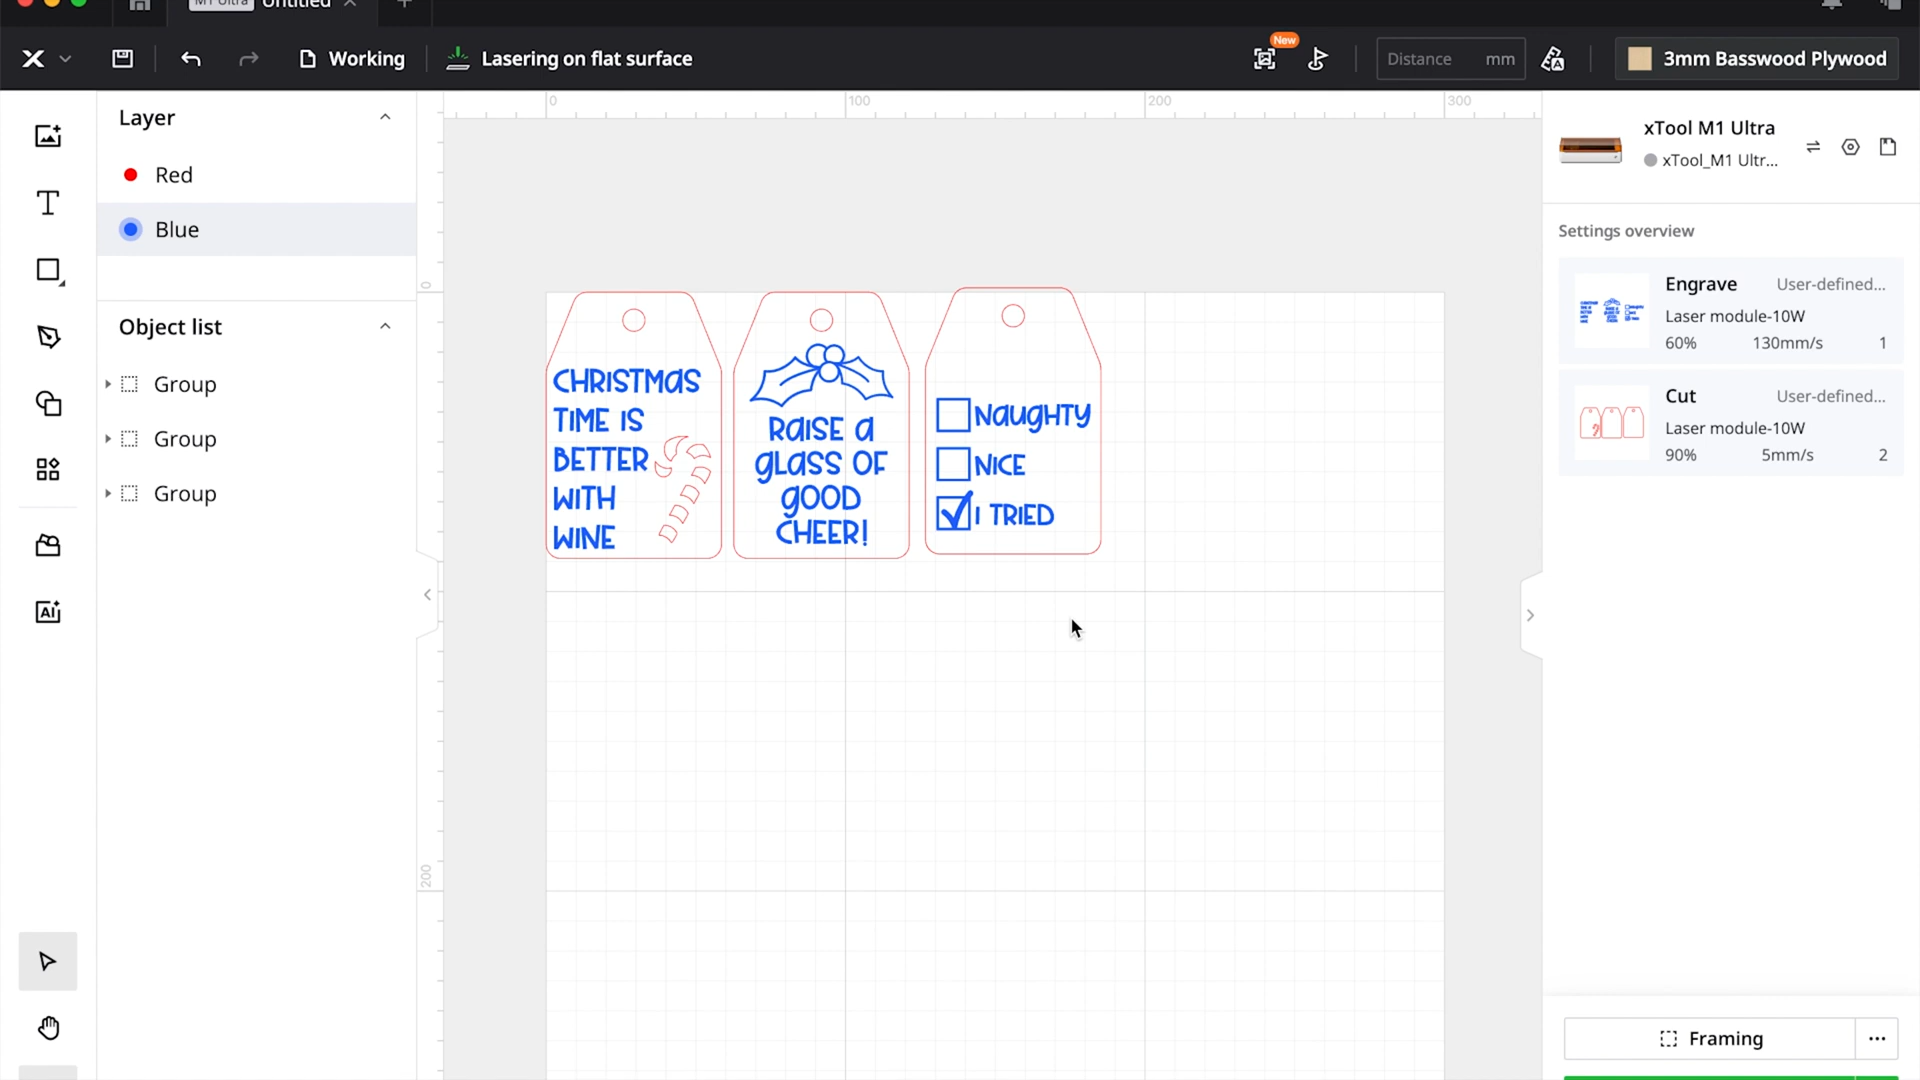 M1 Ultra Untitled
Working
Lasering on flat surface
New
Distance mm
3mm Basswood Plywood
Layer
Red
Blue
Object list
Group
Group
Group
0 100 200 300
0
200
CHRISTMAS
TIME IS
BETTER
WITH
WINE
RAISE A
GLASS OF
GOOD
CHEER!
NAUGHTY
NICE
I TRIED
xTool M1 Ultra
xTool_M1 Ultr...
Settings overview
Engrave User-defined...
Laser module-10W
60% 130mm/s 1
Cut User-defined...
Laser module-10W
90% 5mm/s 2
AI
Framing